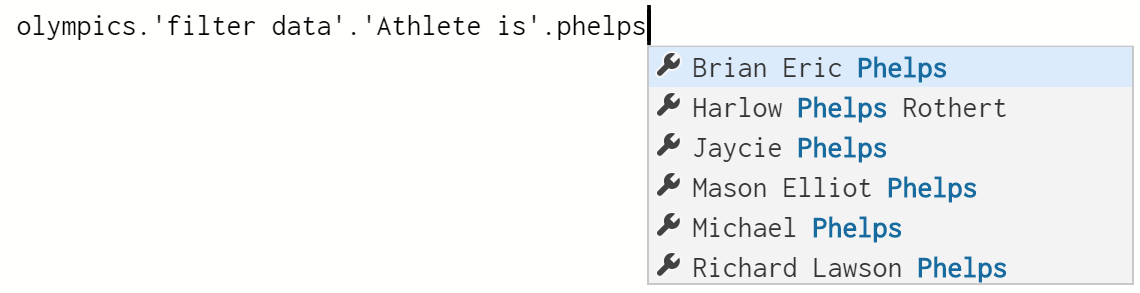 olympics.'filter data'.'Athlete is'.phelps
Brian Eric Phelps
Harlow Phelps Rothert
Jaycie Phelps
Mason Elliot Phelps
Michael Phelps
Richard Lawson Phelps